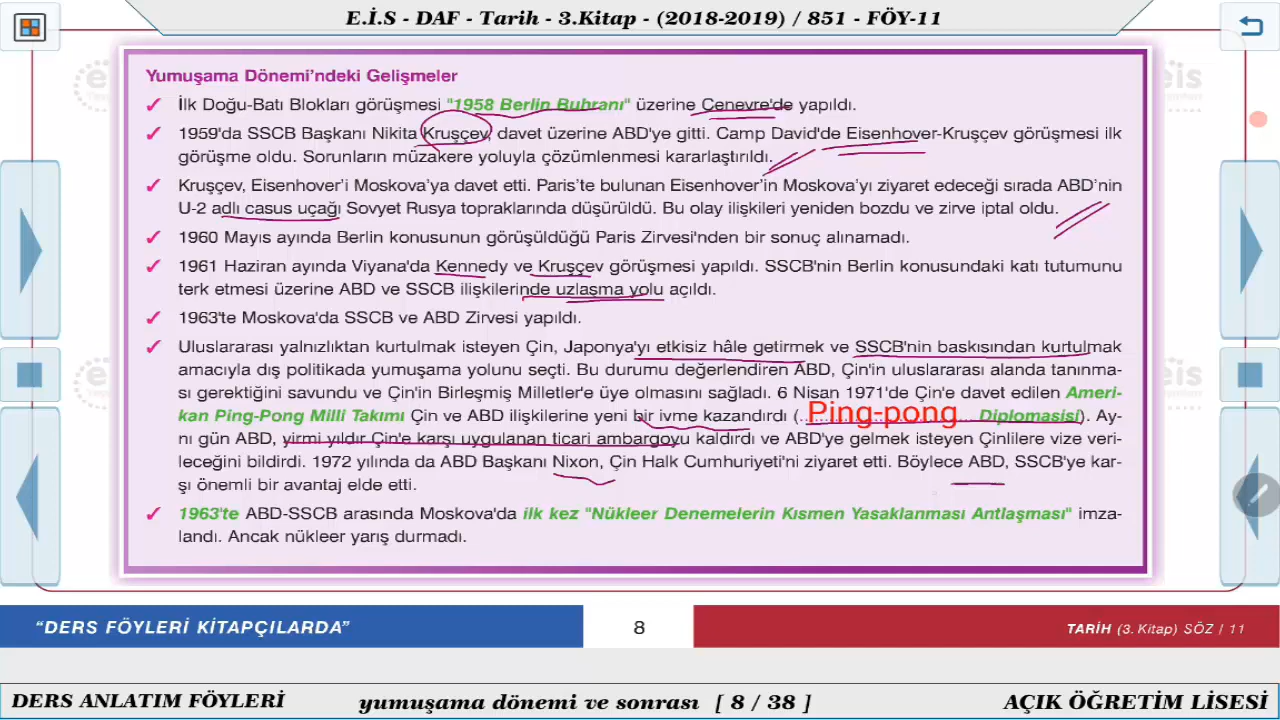 E.İ.S - DAF - Tarih - 3.Kitap - (2018-2019) / 851 - FÖY-11
Yumuşama Dönemi'ndeki Gelişmeler
✓ İlk Doğu-Batı Blokları görüşmesi "1958 Berlin Buhranı" üzerine Cenevre'de yapıldı.
✓ 1959'da SSCB Başkanı Nikita Kruşçev, davet üzerine ABD'ye gitti. Camp David'de Eisenhover-Kruşçev görüşmesi ilk
görüşme oldu. Sorunların müzakere yoluyla çözümlenmesi kararlaştırıldı.
✓ Kruşçev, Eisenhover'i Moskova'ya davet etti. Paris'te bulunan Eisenhover'in Moskova'yı ziyaret edeceği sırada ABD'nin
U-2 adlı casus uçağı Sovyet Rusya topraklarında düşürüldü. Bu olay ilişkileri yeniden bozdu ve zirve iptal oldu.
✓ 1960 Mayıs ayında Berlin konusunun görüşüldüğü Paris Zirvesi'nden bir sonuç alınamadı.
✓ 1961 Haziran ayında Viyana'da Kennedy ve Kruşçev görüşmesi yapıldı. SSCB'nin Berlin konusundaki katı tutumunu
terk etmesi üzerine ABD ve SSCB ilişkilerinde uzlaşma yolu açıldı.
✓ 1963'te Moskova'da SSCB ve ABD Zirvesi yapıldı.
✓ Uluslararası yalnızlıktan kurtulmak isteyen Çin, Japonya'yı etkisiz hâle getirmek ve SSCB'nin baskısından kurtulmak
amacıyla dış politikada yumuşama yolunu seçti. Bu durumu değerlendiren ABD, Çin'in uluslararası alanda tanınma-
sı gerektiğini savundu ve Çin'in Birleşmiş Milletler'e üye olmasını sağladı. 6 Nisan 1971'de Çin'e davet edilen Ameri-
kan Ping-Pong Milli Takımı Çin ve ABD ilişkilerine yeni bir ivme kazandırdı (...Ping-pong... Diplomasisi). Ay-
nı gün ABD, yirmi yıldır Çin'e karşı uygulanan ticari ambargoyu kaldırdı ve ABD'ye gelmek isteyen Çinlilere vize veri-
leceğini bildirdi. 1972 yılında da ABD Başkanı Nixon, Çin Halk Cumhuriyeti'ni ziyaret etti. Böylece ABD, SSCB'ye kar-
şı önemli bir avantaj elde etti.
✓ 1963'te ABD-SSCB arasında Moskova'da ilk kez "Nükleer Denemelerin Kısmen Yasaklanması Antlaşması" imza-
landı. Ancak nükleer yarış durmadı.
"DERS FÖYLERİ KİTAPÇILARDA" 8 TARİH (3. Kitap) SÖZ / 11
DERS ANLATIM FÖYLERİ yumuşama dönemi ve sonrası [ 8 / 38 ] AÇIK ÖĞRETİM LİSESİ